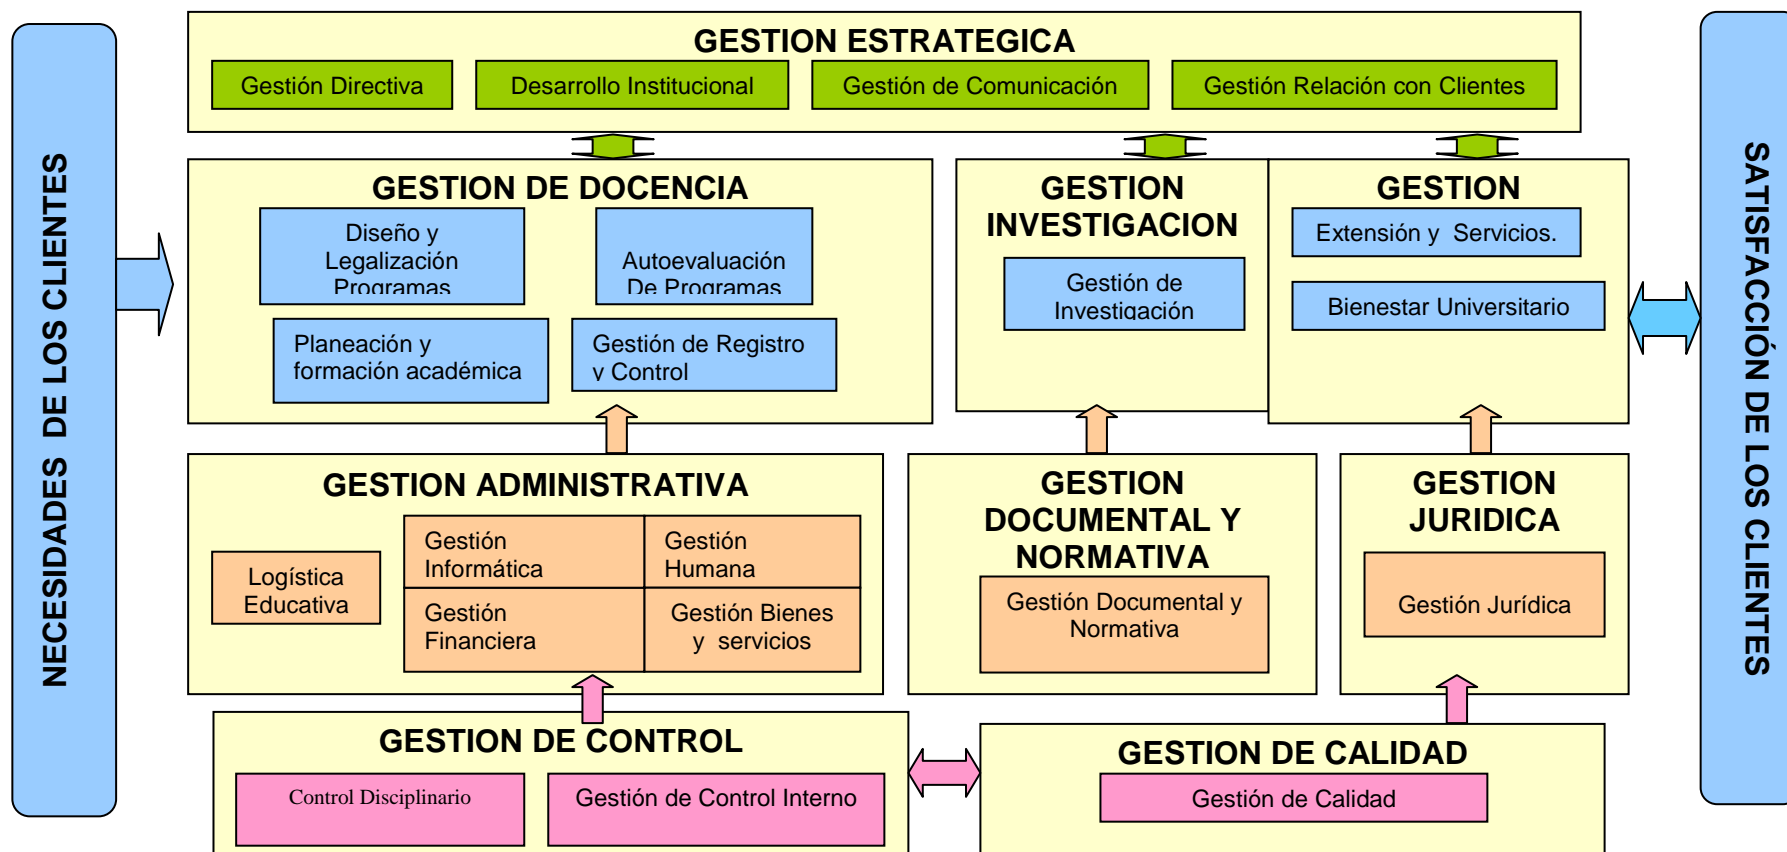 NECESIDADES DE LOS CLIENTES
GESTION ESTRATEGICA
Gestión Directiva
Desarrollo Institucional
Gestión de Comunicación
Gestión Relación con Clientes
GESTION DE DOCENCIA
Diseño y
Legalización
Programas
Autoevaluación
De Programas
Planeación y
formación académica
Gestión de Registro
y Control
GESTION
INVESTIGACION
Gestión de
Investigación
GESTION
Extensión y Servicios.
Bienestar Universitario
GESTION ADMINISTRATIVA
Logística
Educativa
Gestión
Informática
Gestión
Humana
Gestión
Financiera
Gestión Bienes
y servicios
GESTION
DOCUMENTAL Y
NORMATIVA
Gestión Documental y
Normativa
GESTION
JURIDICA
Gestión Jurídica
GESTION DE CONTROL
Control Disciplinario
Gestión de Control Interno
GESTION DE CALIDAD
Gestión de Calidad
SATISFACCIÓN DE LOS CLIENTES